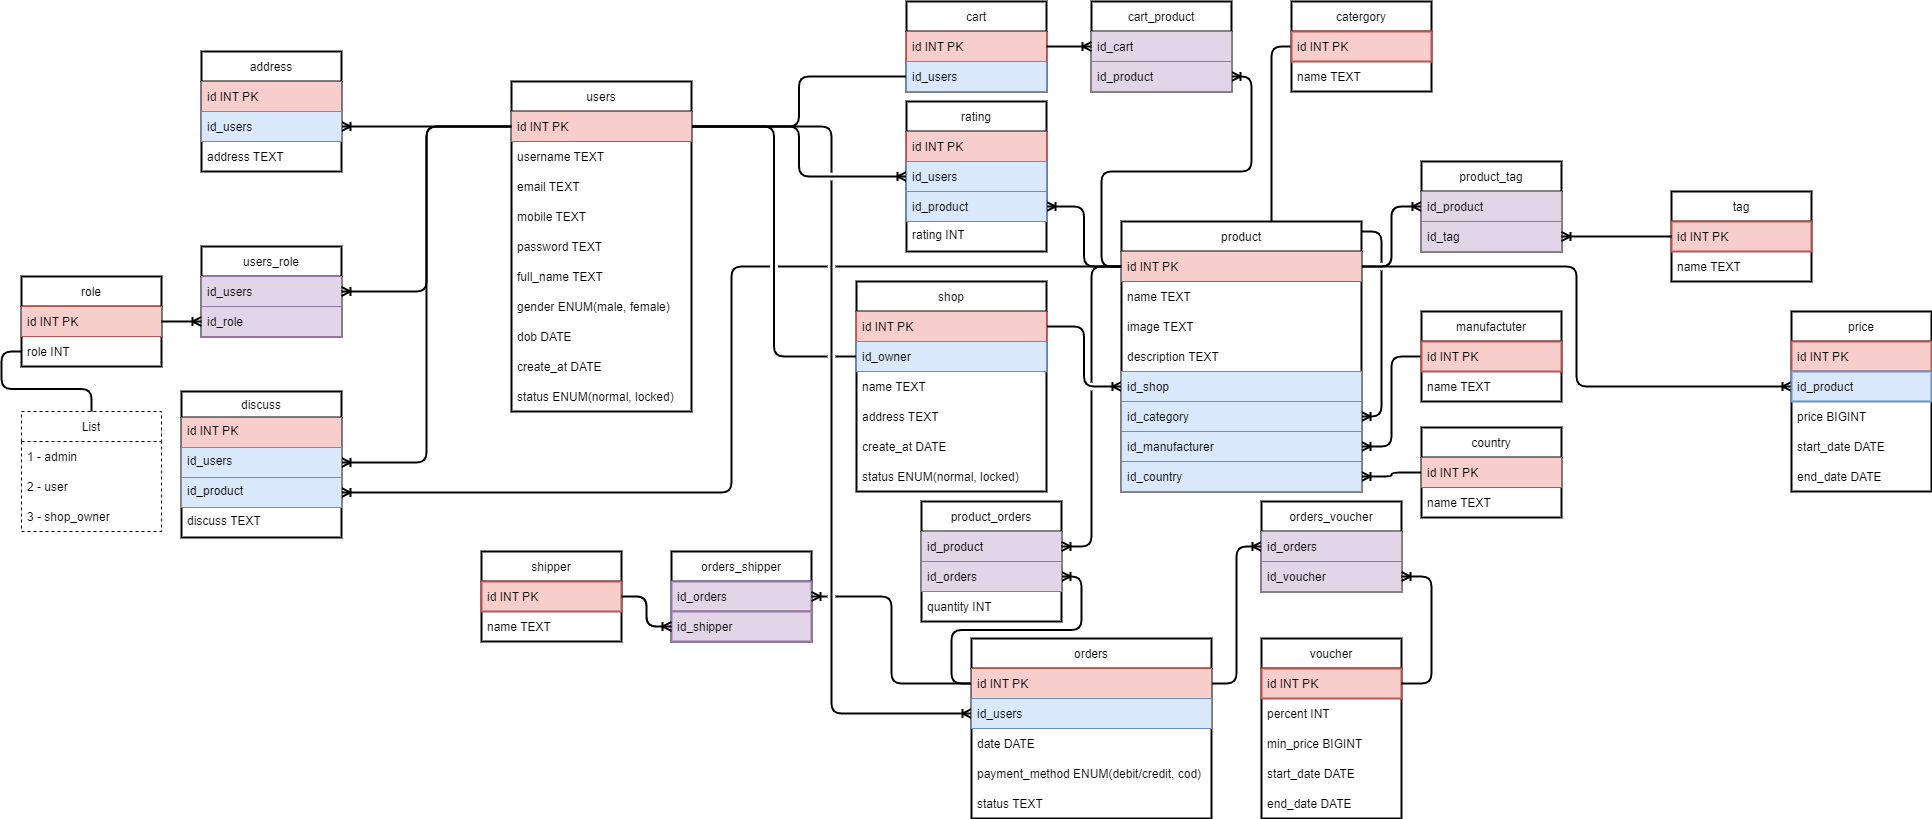 address
id INT PK
id_users
address TEXT
users_role
id_users
id_role
role
id INT PK
role INT
List
1 - admin
2 - user
3 - shop_owner
discuss
id INT PK
id_users
id_product
discuss TEXT
users
id INT PK
username TEXT
email TEXT
mobile TEXT
password TEXT
full_name TEXT
gender ENUM(male, female)
dob DATE
create_at DATE
status ENUM(normal, locked)
shipper
id INT PK
name TEXT
orders_shipper
id_orders
id_shipper
cart
id INT PK
id_users
cart_product
id_cart
id_product
catergory
id INT PK
name TEXT
rating
id INT PK
id_users
id_product
rating INT
shop
id INT PK
id_owner
name TEXT
address TEXT
create_at DATE
status ENUM(normal, locked)
product
id INT PK
name TEXT
image TEXT
description TEXT
id_shop
id_category
id_manufacturer
id_country
product_tag
id_product
id_tag
tag
id INT PK
name TEXT
manufactuter
id INT PK
name TEXT
country
id INT PK
name TEXT
price
id INT PK
id_product
price BIGINT
start_date DATE
end_date DATE
product_orders
id_product
id_orders
quantity INT
orders_voucher
id_orders
id_voucher
orders
id INT PK
id_users
date DATE
payment_method ENUM(debit/credit, cod)
status TEXT
voucher
id INT PK
percent INT
min_price BIGINT
start_date DATE
end_date DATE